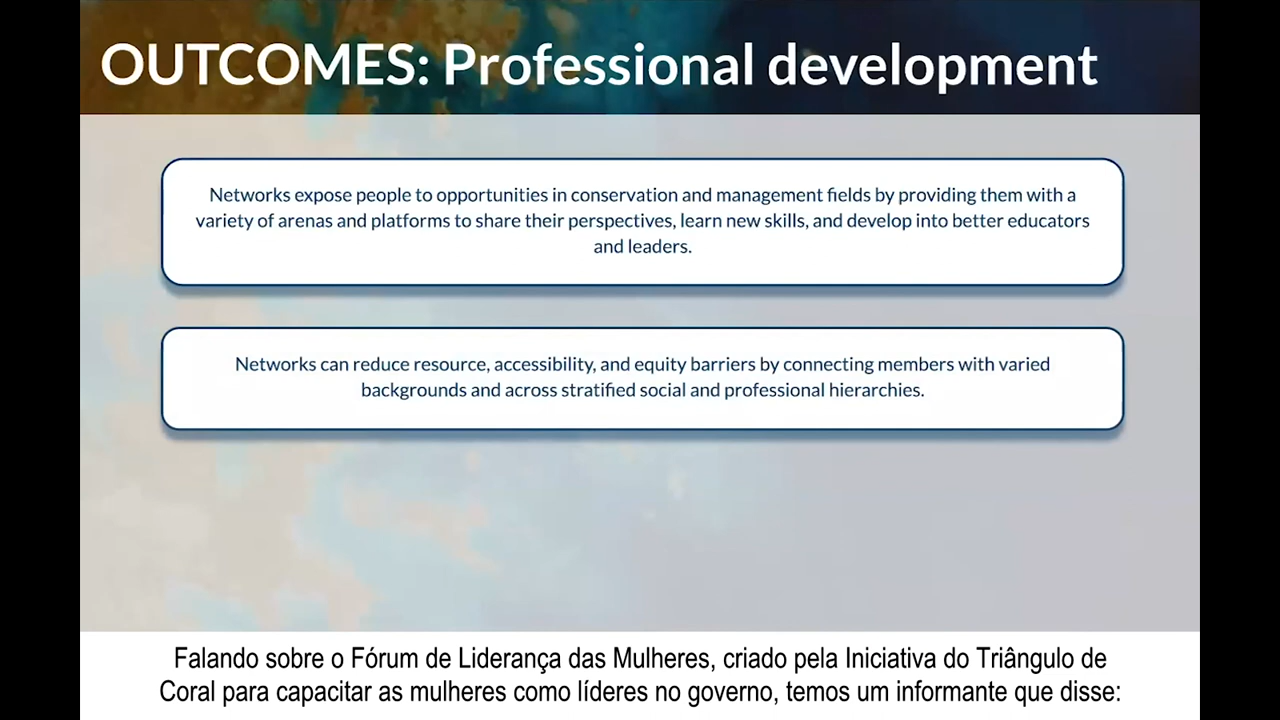 OUTCOMES: Professional development
Networks expose people to opportunities in conservation and management fields by providing them with a
variety of arenas and platforms to share their perspectives, learn new skills, and develop into better educators
and leaders.
Networks can reduce resource, accessibility, and equity barriers by connecting members with varied
backgrounds and across stratified social and professional hierarchies.
Falando sobre o Fórum de Liderança das Mulheres, criado pela Iniciativa do Triângulo de
Coral para capacitar as mulheres como líderes no governo, temos um informante que disse: